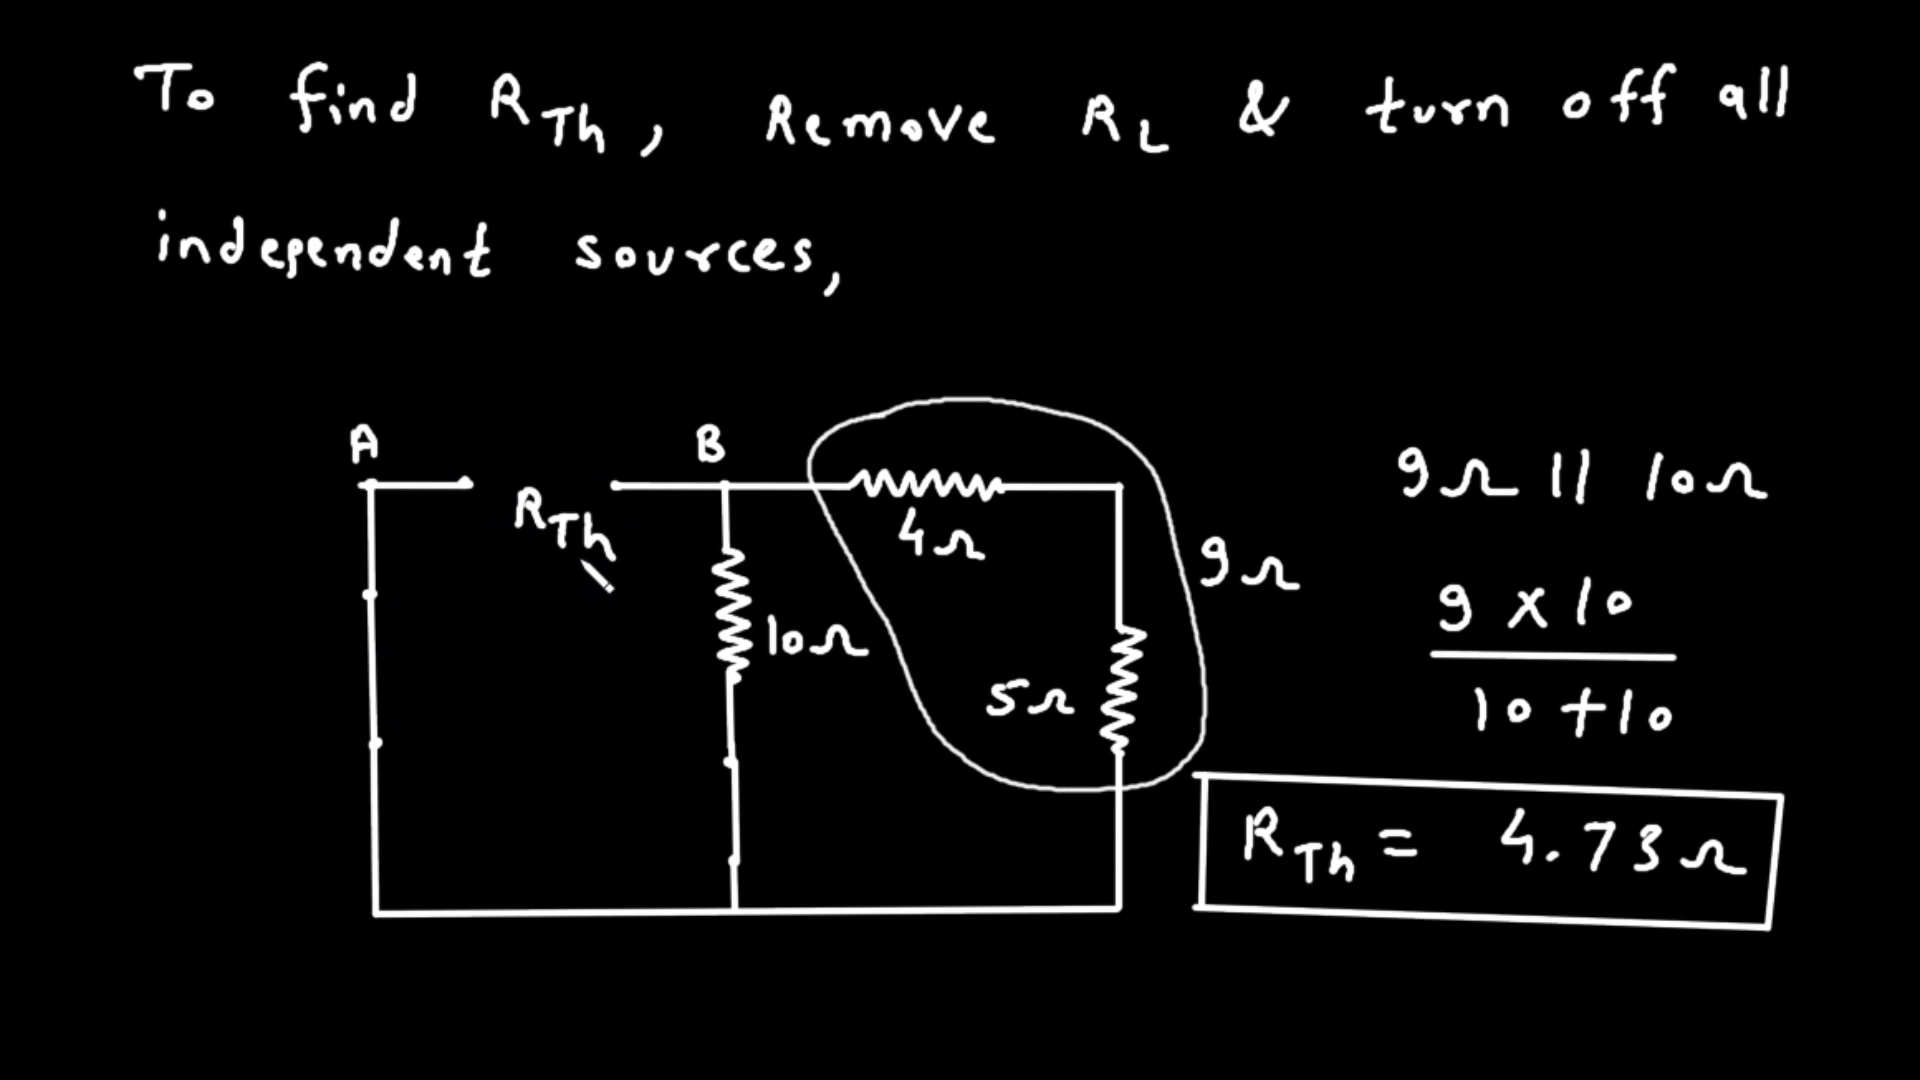 To find RTh, Remove RL & turn off all
independent sources,
A
B
RTh
4Ω
10Ω
5Ω
9Ω
9Ω || 10Ω
9 x 10
10 + 10
RTh = 4.73Ω